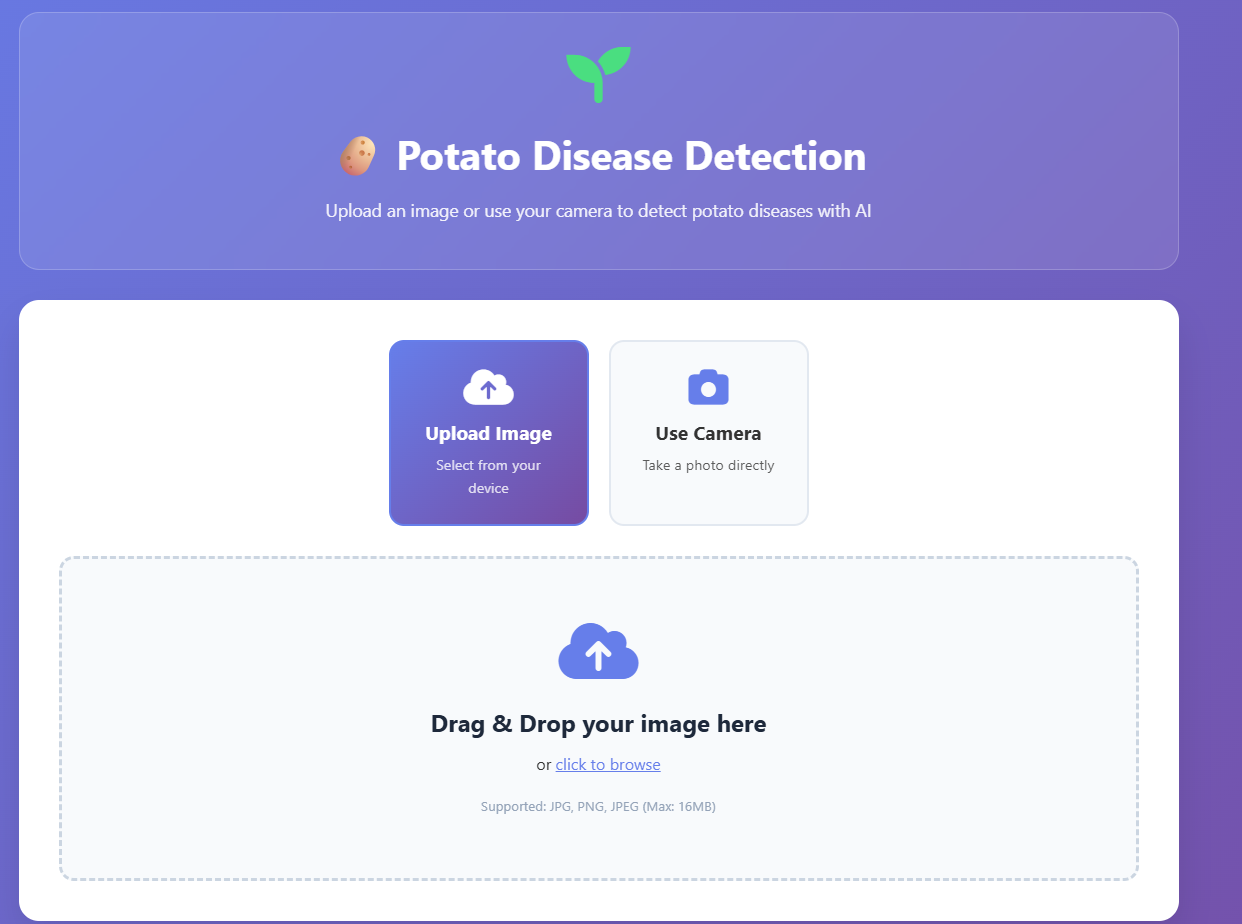 Potato Disease Detection
Upload an image or use your camera to detect potato diseases with AI
Upload Image
Select from your
device
Use Camera
Take a photo directly
Drag & Drop your image here
or click to browse
Supported: JPG, PNG, JPEG (Max: 16MB)